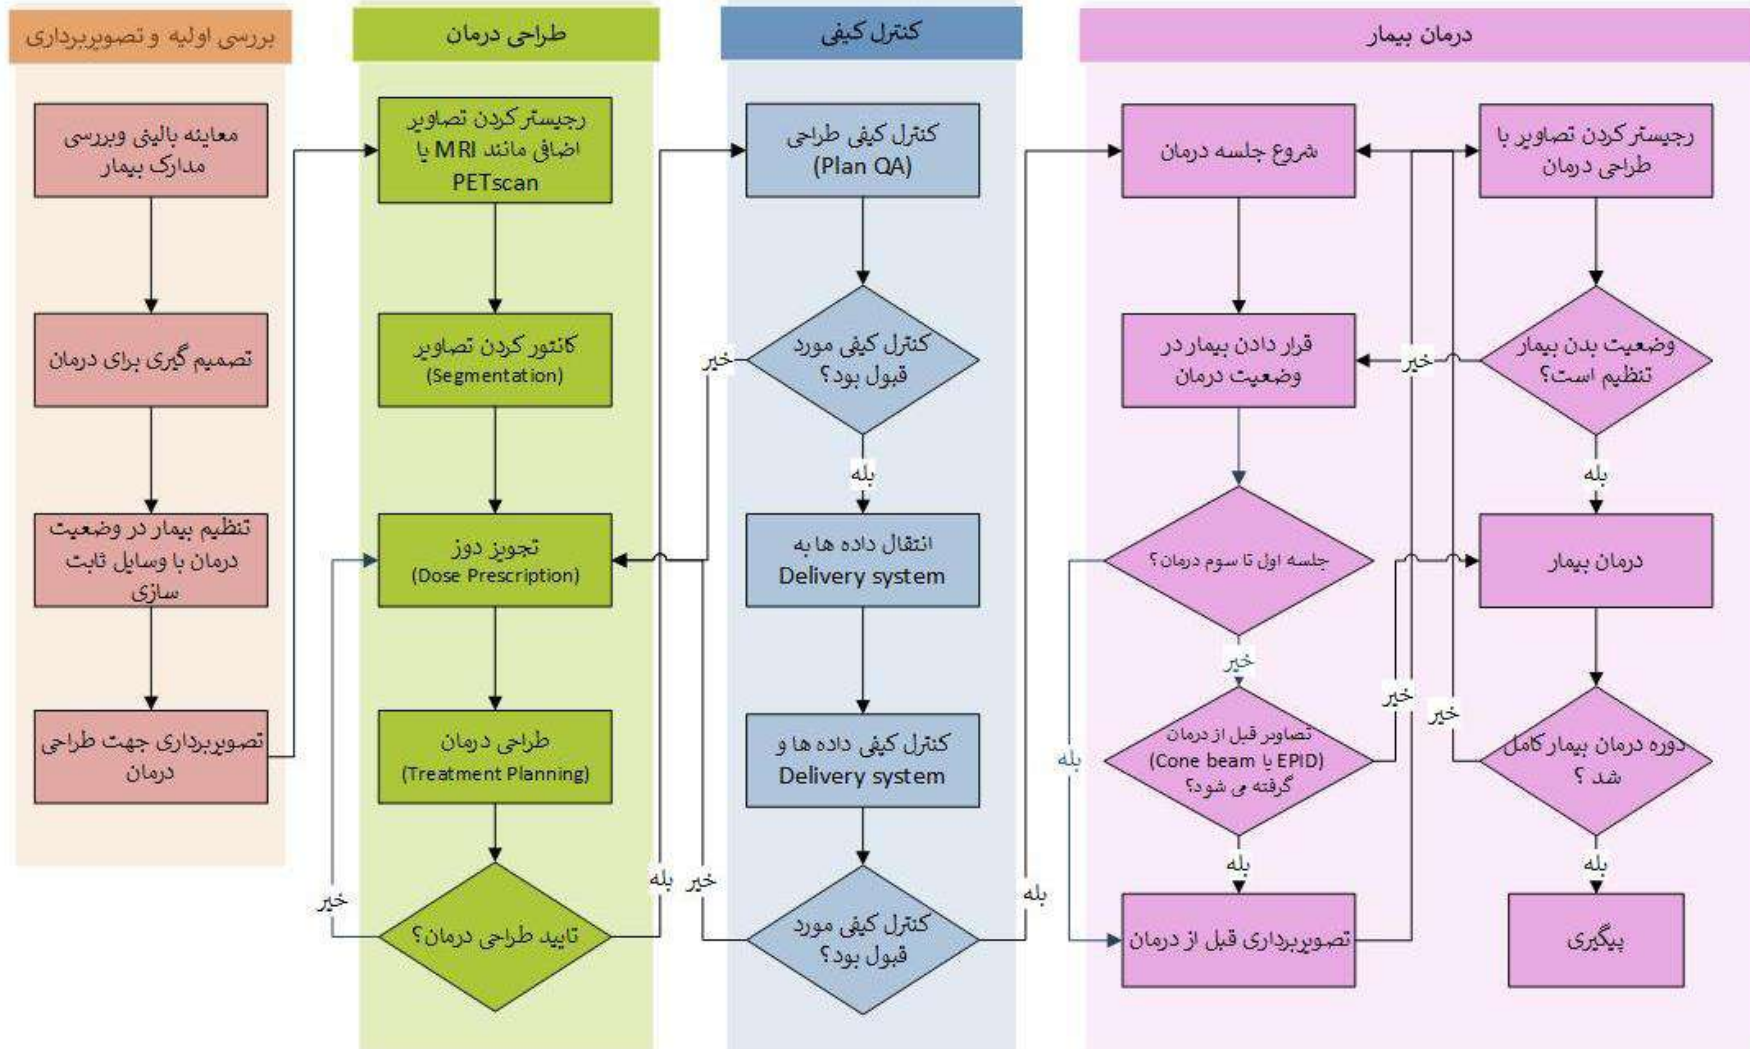 بررسی اولیه و تصویربرداری
معاینه بالینی وبررسی
مدارک بیمار
تصمیم گیری برای درمان
تنظیم بیمار در وضعیت
درمان با وسایل ثابت
سازی
تصویربرداری جهت طراحی
درمان
طراحی درمان
رجیستر کردن تصاویر
اضافی مانند MRI یا
PETscan
کانتور کردن تصاویر
(Segmentation)
تجویز دوز
(Dose Prescription)
طراحی درمان
(Treatment Planning)
تایید طراحی درمان؟
خیر
بله
کنترل کیفی
کنترل کیفی طراحی
(Plan QA)
کنترل کیفی مورد
قبول بود؟
خیر
بله
انتقال داده ها به
Delivery system
کنترل کیفی داده ها و
Delivery system
کنترل کیفی مورد
قبول بود؟
خیر
بله
درمان بیمار
شروع جلسه درمان
قرار دادن بیمار در
وضعیت درمان
جلسه اول تا سوم درمان؟
بله
خیر
تصاویر قبل از درمان
(Cone beam یا EPID)
گرفته می شود؟
خیر
بله
تصویربرداری قبل از درمان
رجیستر کردن تصاویر با
طراحی درمان
وضعیت بدن بیمار
تنظیم است؟
خیر
بله
درمان بیمار
دوره درمان بیمار کامل
شد ؟
خیر
بله
پیگیری